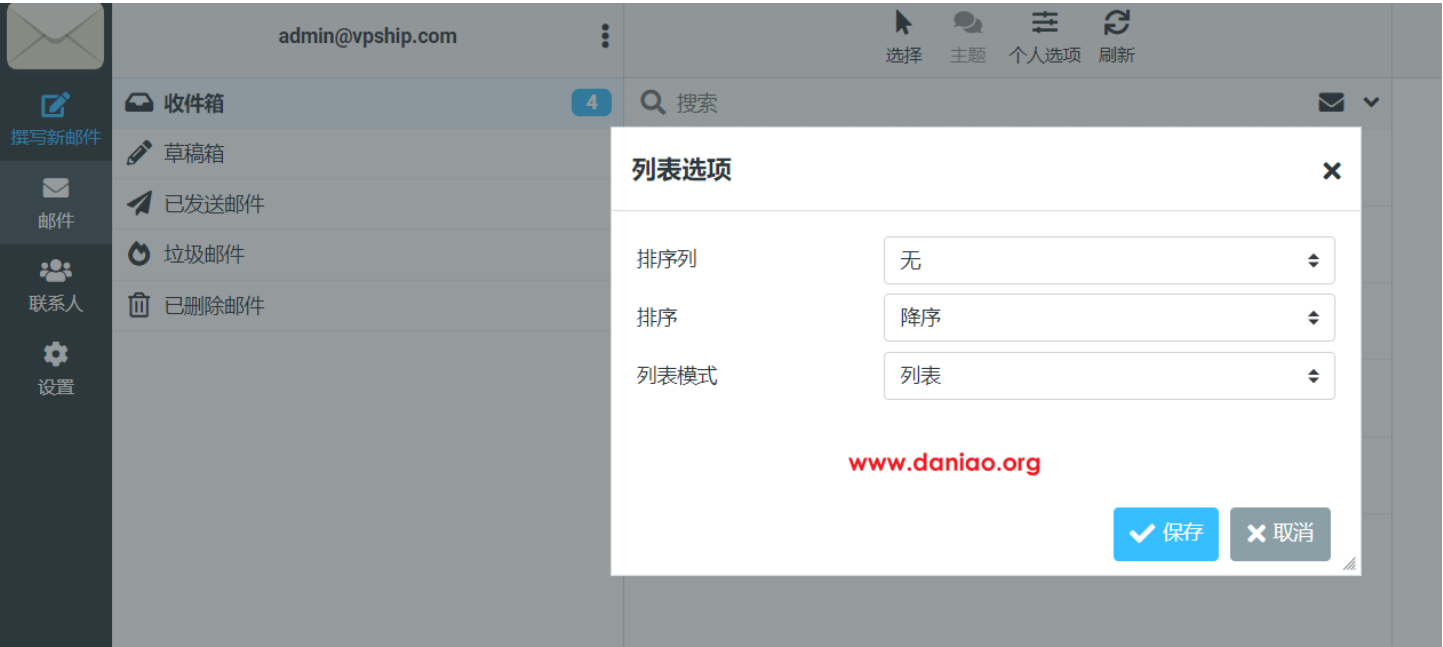 admin@vpship.com
选择
主题
个人选项
刷新
撰写新邮件
邮件
联系人
设置
收件箱
4
草稿箱
已发送邮件
垃圾邮件
已删除邮件
搜索
列表选项
排序列
无
排序
降序
列表模式
列表
www.daniao.org
保存
取消